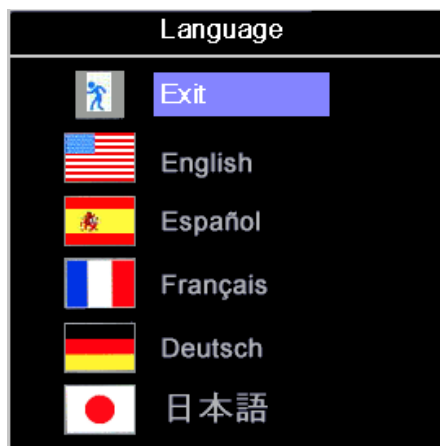 Language
Exit
English
Español
Français
Deutsch
日本語